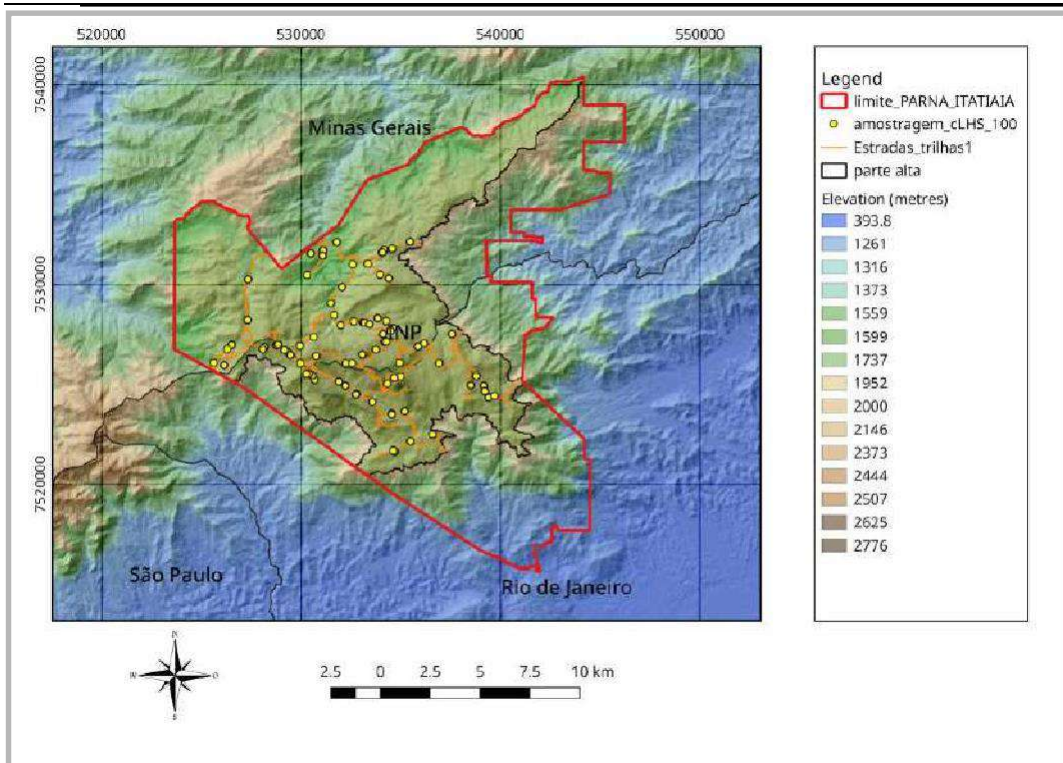 520000 530000 540000 550000
7540000
7530000
7520000
Minas Gerais
INP
São Paulo
Rio de Janeiro
Legend
limite_PARNA_ITATIAIA
amostragem_cLHS_100
Estradas_trilhas1
parte alta
Elevation (metres)
393.8
1261
1316
1373
1559
1599
1737
1952
2000
2146
2373
2444
2507
2625
2776
N
O
S
2.5 0 2.5 5 7.5 10 km